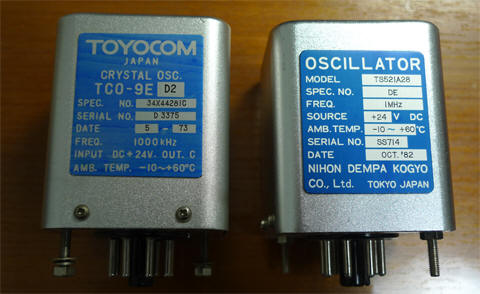 TOYOCOM
JAPAN
CRYSTAL OSC.
TCO-9E D2
SPEC. NO. 34X44281C
SERIAL NO. D3375
DATE 5 - 73
FREQ. 1000kHz
INPUT DC+24V. OUT. C
AMB. TEMP. -10~+60°C
OSCILLATOR
MODEL TS521A28
SPEC. NO. DE
FREQ. 1MHz
SOURCE +24 V DC
AMB. TEMP. -10 ~ +60 °C
SERIAL NO. SS714
DATE OCT. '82
NIHON DEMPA KOGYO
CO., Ltd. TOKYO JAPAN